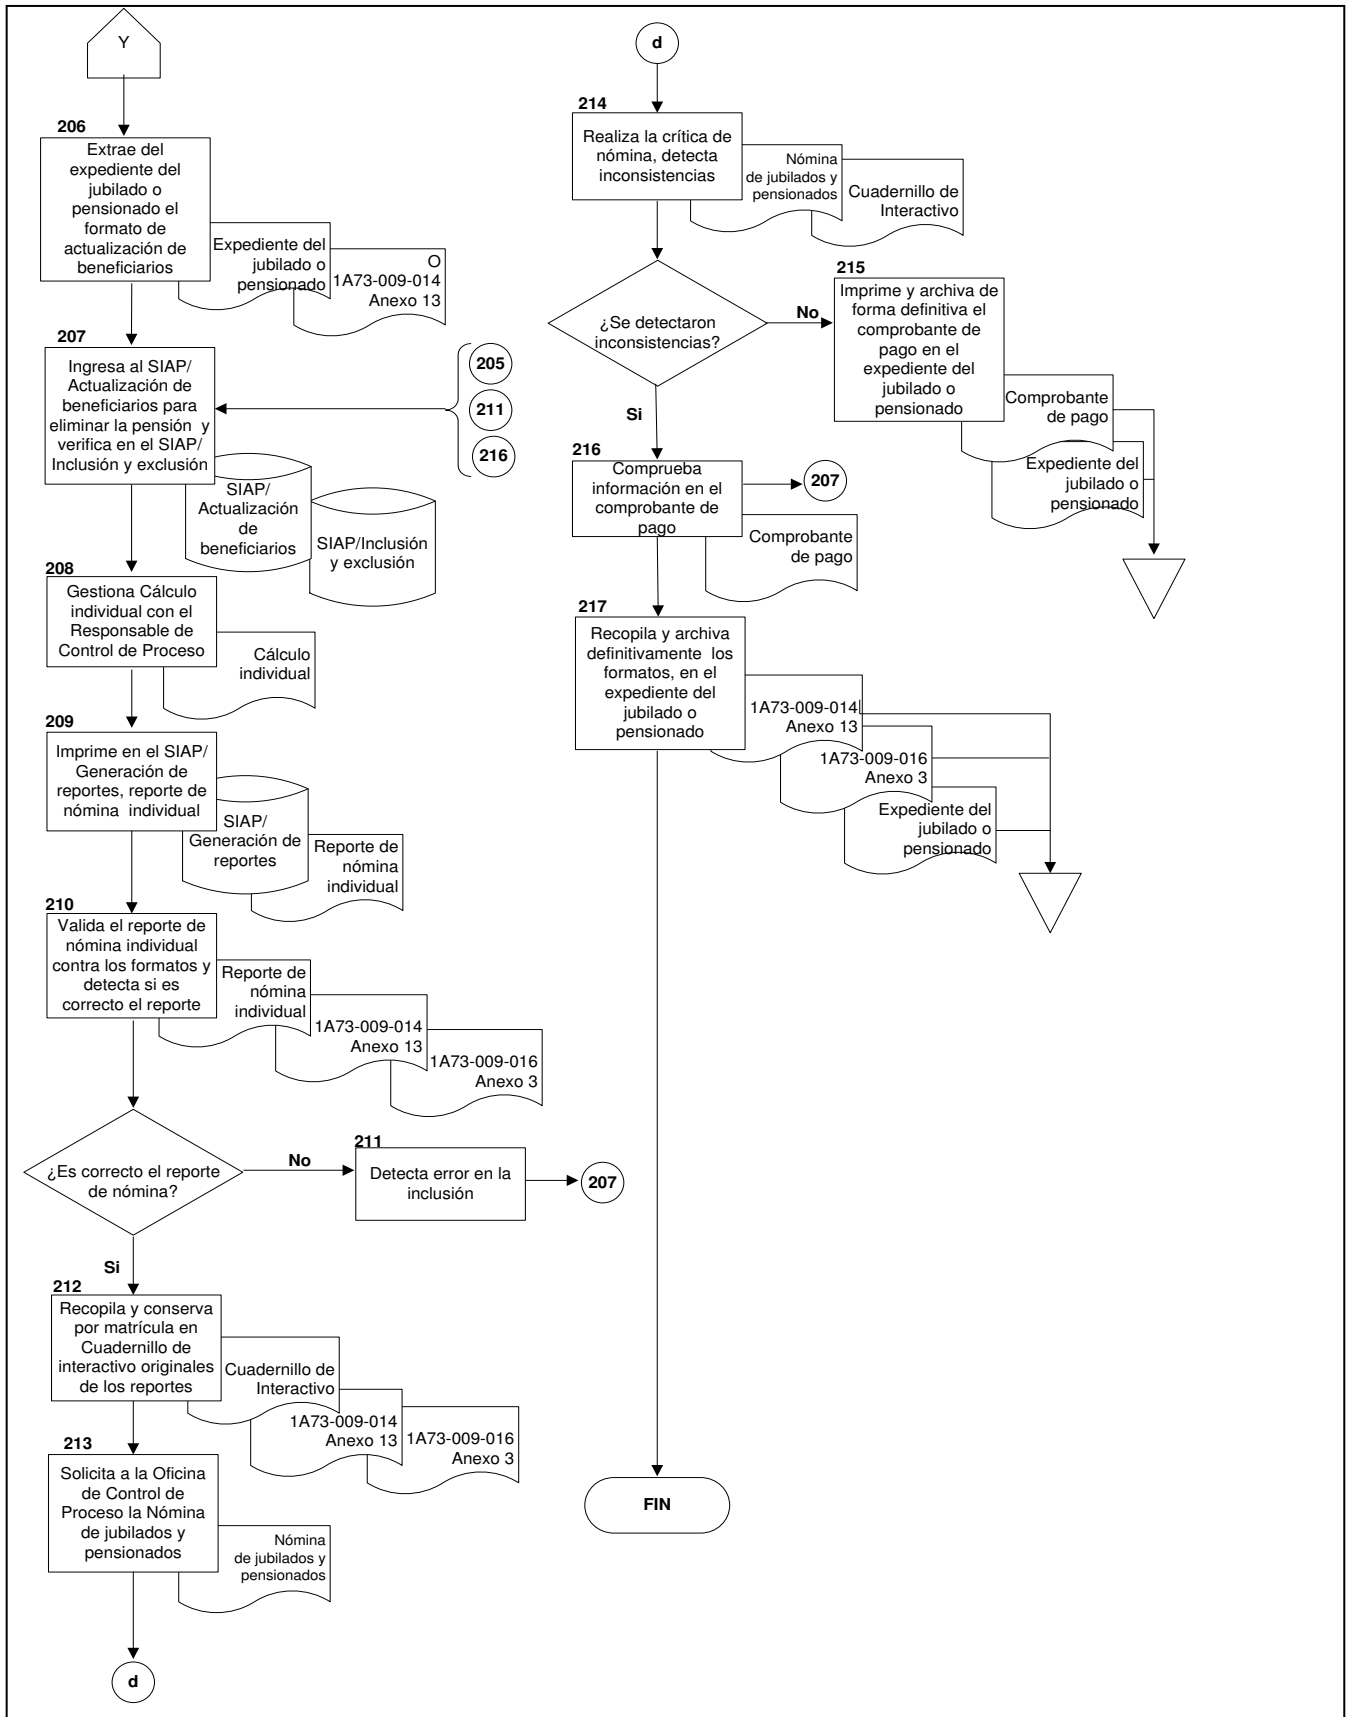 Y
206
Extrae del
expediente del
jubilado o
pensionado el
formato de
actualización de
beneficiarios
Expediente del
jubilado o
pensionado
O
1A73-009-014
Anexo 13
207
Ingresa al SIAP/
Actualización de
beneficiarios para
eliminar la pensión y
verifica en el SIAP/
Inclusión y exclusión
205
211
216
SIAP/
Actualización
de
beneficiarios
SIAP/Inclusión
y exclusión
208
Gestiona Cálculo
individual con el
Responsable de
Control de Proceso
Cálculo
individual
209
Imprime en el SIAP/
Generación de
reportes, reporte de
nómina individual
SIAP/
Generación de
reportes
Reporte de
nómina
individual
210
Valida el reporte de
nómina individual
contra los formatos y
detecta si es
correcto el reporte
Reporte de
nómina
individual
1A73-009-014
Anexo 13
1A73-009-016
Anexo 3
¿Es correcto el reporte
de nómina?
No
211
Detecta error en la
inclusión
207
Si
212
Recopila y conserva
por matrícula en
Cuadernillo de
interactivo originales
de los reportes
Cuadernillo de
Interactivo
1A73-009-014
Anexo 13
1A73-009-016
Anexo 3
213
Solicita a la Oficina
de Control de
Proceso la Nómina
de jubilados y
pensionados
Nómina
de jubilados y
pensionados
d
d
214
Realiza la crítica de
nómina, detecta
inconsistencias
Nómina
de jubilados y
pensionados
Cuadernillo de
Interactivo
¿Se detectaron
inconsistencias?
No
215
Imprime y archiva de
forma definitiva el
comprobante de
pago en el
expediente del
jubilado o
pensionado
Comprobante
de pago
Expediente del
jubilado o
pensionado
Si
216
Comprueba
información en el
comprobante de
pago
207
Comprobante
de pago
217
Recopila y archiva
definitivamente los
formatos, en el
expediente del
jubilado o
pensionado
1A73-009-014
Anexo 13
1A73-009-016
Anexo 3
Expediente del
jubilado o
pensionado
FIN